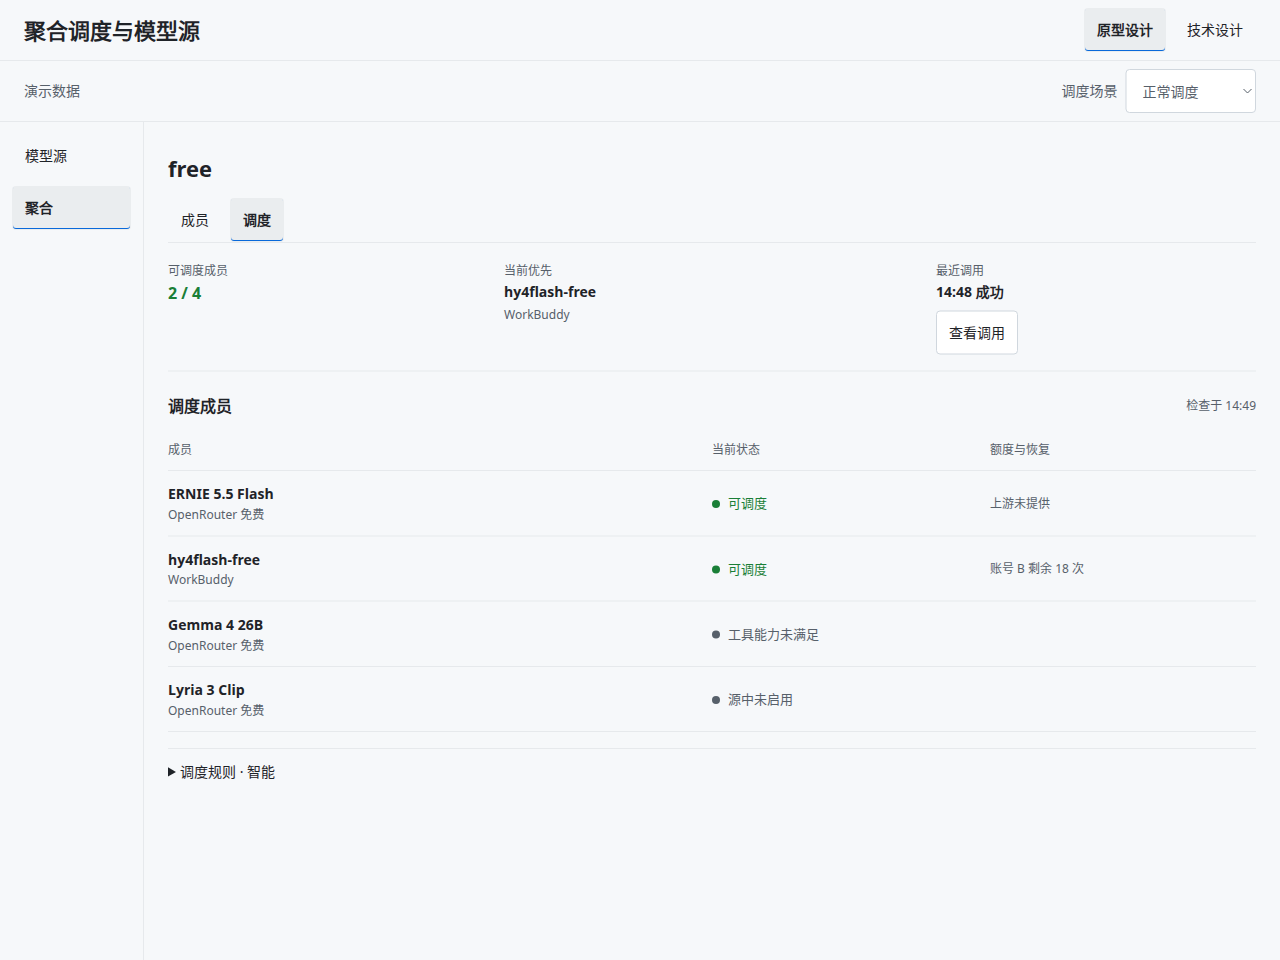 聚合调度与模型源
原型设计
技术设计
演示数据
调度场景
正常调度
模型源
聚合
free
成员
调度
可调度成员
2 / 4
当前优先
hy4flash-free
WorkBuddy
最近调用
14:48 成功
查看调用
调度成员
检查于 14:49
成员
当前状态
额度与恢复
ERNIE 5.5 Flash
OpenRouter 免费
可调度
上游未提供
hy4flash-free
WorkBuddy
可调度
账号 B 剩余 18 次
Gemma 4 26B
OpenRouter 免费
工具能力未满足
Lyria 3 Clip
OpenRouter 免费
源中未启用
调度规则 · 智能